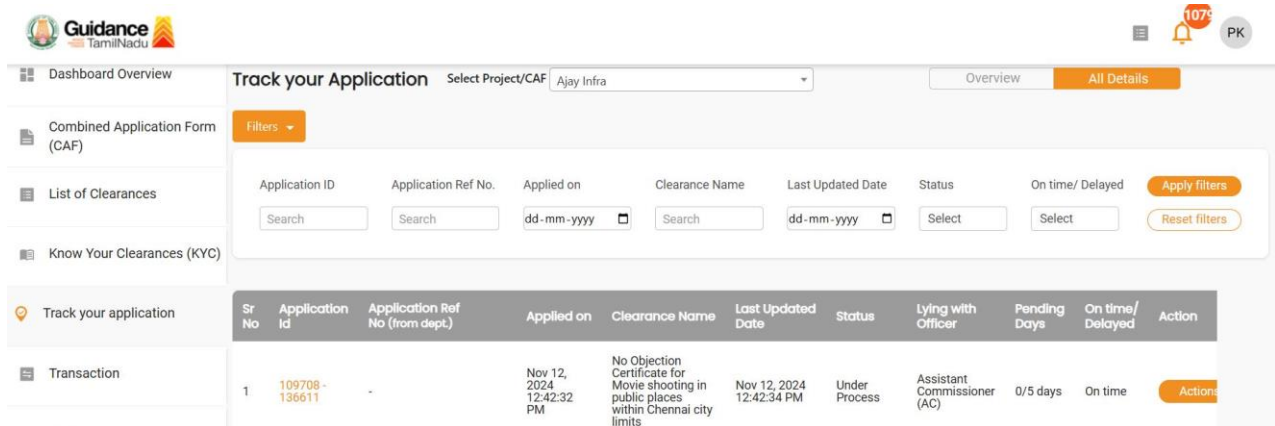 Guidance
TamilNadu
1079
PK
Dashboard Overview
Combined Application Form
(CAF)
List of Clearances
Know Your Clearances (KYC)
Track your application
Transaction
Track your Application Select Project/CAF Ajay Infra
Overview All Details
Filters
Application ID Application Ref No. Applied on Clearance Name Last Updated Date Status On time/ Delayed Apply filters
Search Search dd-mm-yyyy Search dd-mm-yyyy Select Select Reset filters
Sr No Application Id Application Ref No (from dept.) Applied on Clearance Name Last Updated Date Status Lying with Officer Pending Days On time/ Delayed Action
1
109708 -
136611
-
Nov 12,
2024
12:42:32
PM
No Objection
Certificate for
Movie shooting in
public places
within Chennai city
limits
Nov 12, 2024
12:42:34 PM
Under
Process
Assistant
Commissioner
(AC)
0/5 days
On time
Actions